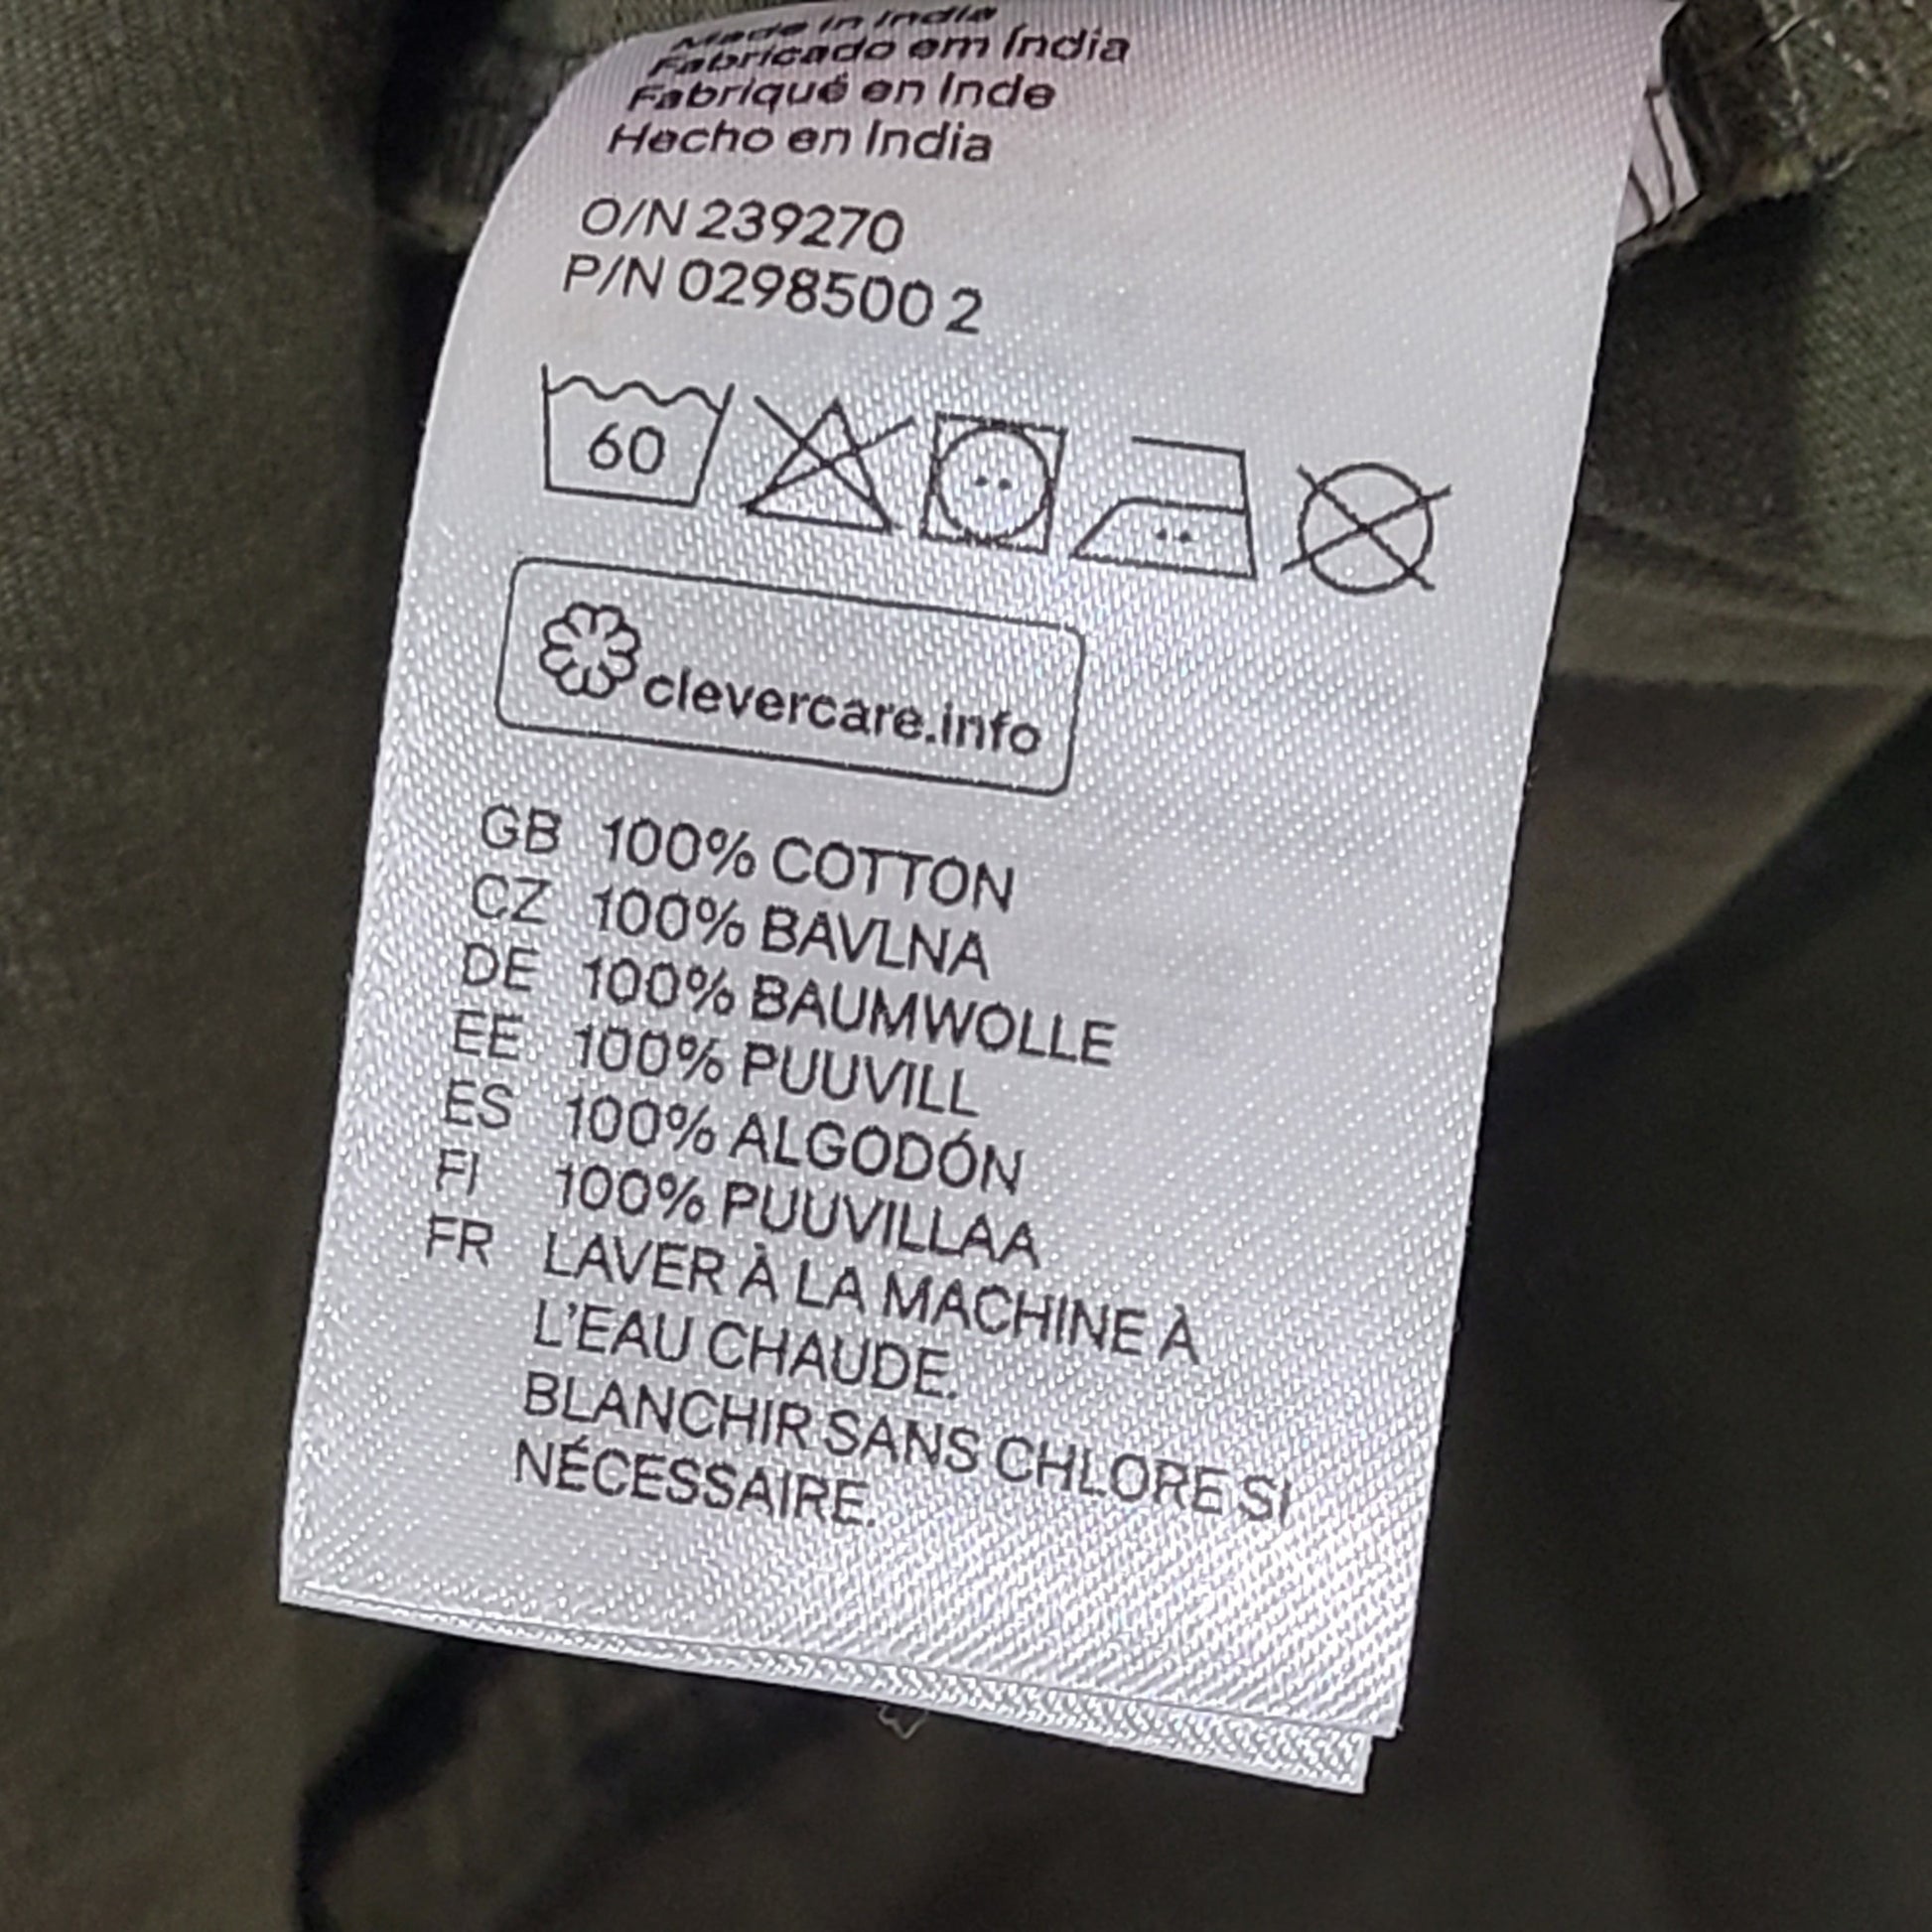 Made in India
Fabricado em Índia
Fabriqué en Inde
Hecho en India
O/N 239270
P/N 0298500 2
60
clevercare.info
GB 100% COTTON
CZ 100% BAVLNA
DE 100% BAUMWOLLE
EE 100% PUUVILL
ES 100% ALGODÓN
FI 100% PUUVILLAA
FR LAVER À LA MACHINE À
L'EAU CHAUDE.
BLANCHIR SANS CHLORE SI
NÉCESSAIRE.